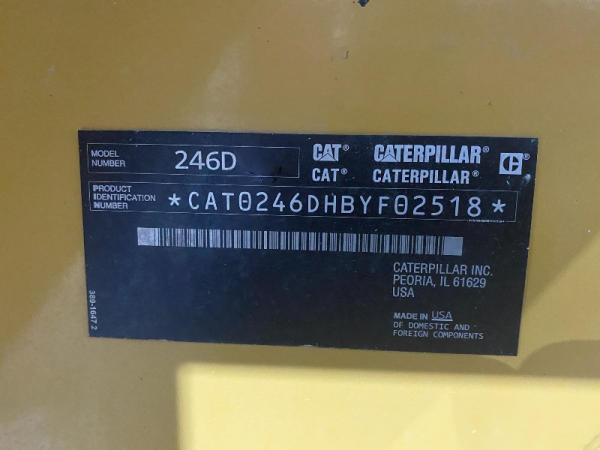 MODEL NUMBER 246D CAT® CATERPILLAR® C®
CAT® CATERPILLAR®
PRODUCT
IDENTIFICATION
NUMBER
*CAT0246DHBYF02518*
CATERPILLAR INC.
PEORIA, IL 61629
USA
MADE IN USA
OF DOMESTIC AND
FOREIGN COMPONENTS
389-1647 2